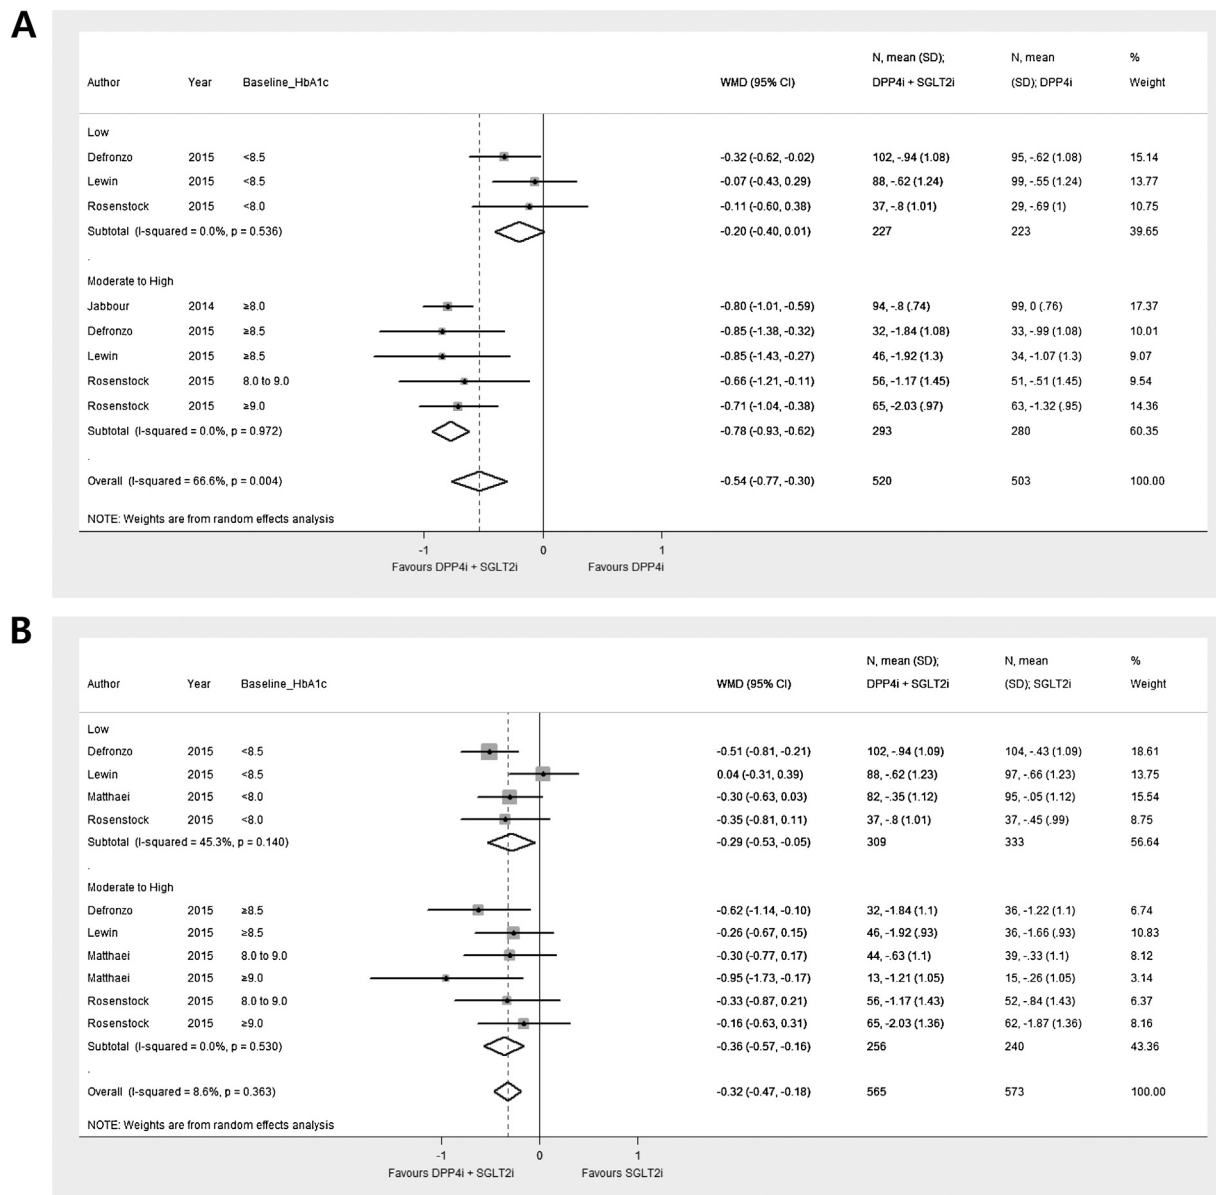 A
N, mean (SD); N, mean %
Author Year Baseline_HbA1c WMD (95% CI) DPP4i + SGLT2i (SD); DPP4i Weight
Low
Defronzo 2015 <8.5 -0.32 (-0.62, -0.02) 102, -.94 (1.08) 95, -.62 (1.08) 15.14
Lewin 2015 <8.5 -0.07 (-0.43, 0.29) 88, -.62 (1.24) 99, -.55 (1.24) 13.77
Rosenstock 2015 <8.0 -0.11 (-0.60, 0.38) 37, -.8 (1.01) 29, -.69 (1) 10.75
Subtotal (I-squared = 0.0%, p = 0.536) -0.20 (-0.40, 0.01) 227 223 39.65
.
Moderate to High
Jabbour 2014 ≥8.0 -0.80 (-1.01, -0.59) 94, -.8 (.74) 99, 0 (.76) 17.37
Defronzo 2015 ≥8.5 -0.85 (-1.38, -0.32) 32, -1.84 (1.08) 33, -.99 (1.08) 10.01
Lewin 2015 ≥8.5 -0.85 (-1.43, -0.27) 46, -1.92 (1.3) 34, -1.07 (1.3) 9.07
Rosenstock 2015 8.0 to 9.0 -0.66 (-1.21, -0.11) 56, -1.17 (1.45) 51, -.51 (1.45) 9.54
Rosenstock 2015 ≥9.0 -0.71 (-1.04, -0.38) 65, -2.03 (.97) 63, -1.32 (.95) 14.36
Subtotal (I-squared = 0.0%, p = 0.972) -0.78 (-0.93, -0.62) 293 280 60.35
.
Overall (I-squared = 66.6%, p = 0.004) -0.54 (-0.77, -0.30) 520 503 100.00
NOTE: Weights are from random effects analysis
-1 0 1
Favours DPP4i + SGLT2i Favours DPP4i
B
N, mean (SD); N, mean %
Author Year Baseline_HbA1c WMD (95% CI) DPP4i + SGLT2i (SD); SGLT2i Weight
Low
Defronzo 2015 <8.5 -0.51 (-0.81, -0.21) 102, -.94 (1.09) 104, -.43 (1.09) 18.61
Lewin 2015 <8.5 0.04 (-0.31, 0.39) 88, -.62 (1.23) 97, -.66 (1.23) 13.75
Matthaei 2015 <8.0 -0.30 (-0.63, 0.03) 82, -.35 (1.12) 95, -.05 (1.12) 15.54
Rosenstock 2015 <8.0 -0.35 (-0.81, 0.11) 37, -.8 (1.01) 37, -.45 (.99) 8.75
Subtotal (I-squared = 45.3%, p = 0.140) -0.29 (-0.53, -0.05) 309 333 56.64
.
Moderate to High
Defronzo 2015 ≥8.5 -0.62 (-1.14, -0.10) 32, -1.84 (1.1) 36, -1.22 (1.1) 6.74
Lewin 2015 ≥8.5 -0.26 (-0.67, 0.15) 46, -1.92 (.93) 36, -1.66 (.93) 10.83
Matthaei 2015 8.0 to 9.0 -0.30 (-0.77, 0.17) 44, -.63 (1.1) 39, -.33 (1.1) 8.12
Matthaei 2015 ≥9.0 -0.95 (-1.73, -0.17) 13, -1.21 (1.05) 15, -.26 (1.05) 3.14
Rosenstock 2015 8.0 to 9.0 -0.33 (-0.87, 0.21) 56, -1.17 (1.43) 52, -.84 (1.43) 6.37
Rosenstock 2015 ≥9.0 -0.16 (-0.63, 0.31) 65, -2.03 (1.36) 62, -1.87 (1.36) 8.16
Subtotal (I-squared = 0.0%, p = 0.530) -0.36 (-0.57, -0.16) 256 240 43.36
.
Overall (I-squared = 8.6%, p = 0.363) -0.32 (-0.47, -0.18) 565 573 100.00
NOTE: Weights are from random effects analysis
-1 0 1
Favours DPP4i + SGLT2i Favours SGLT2i